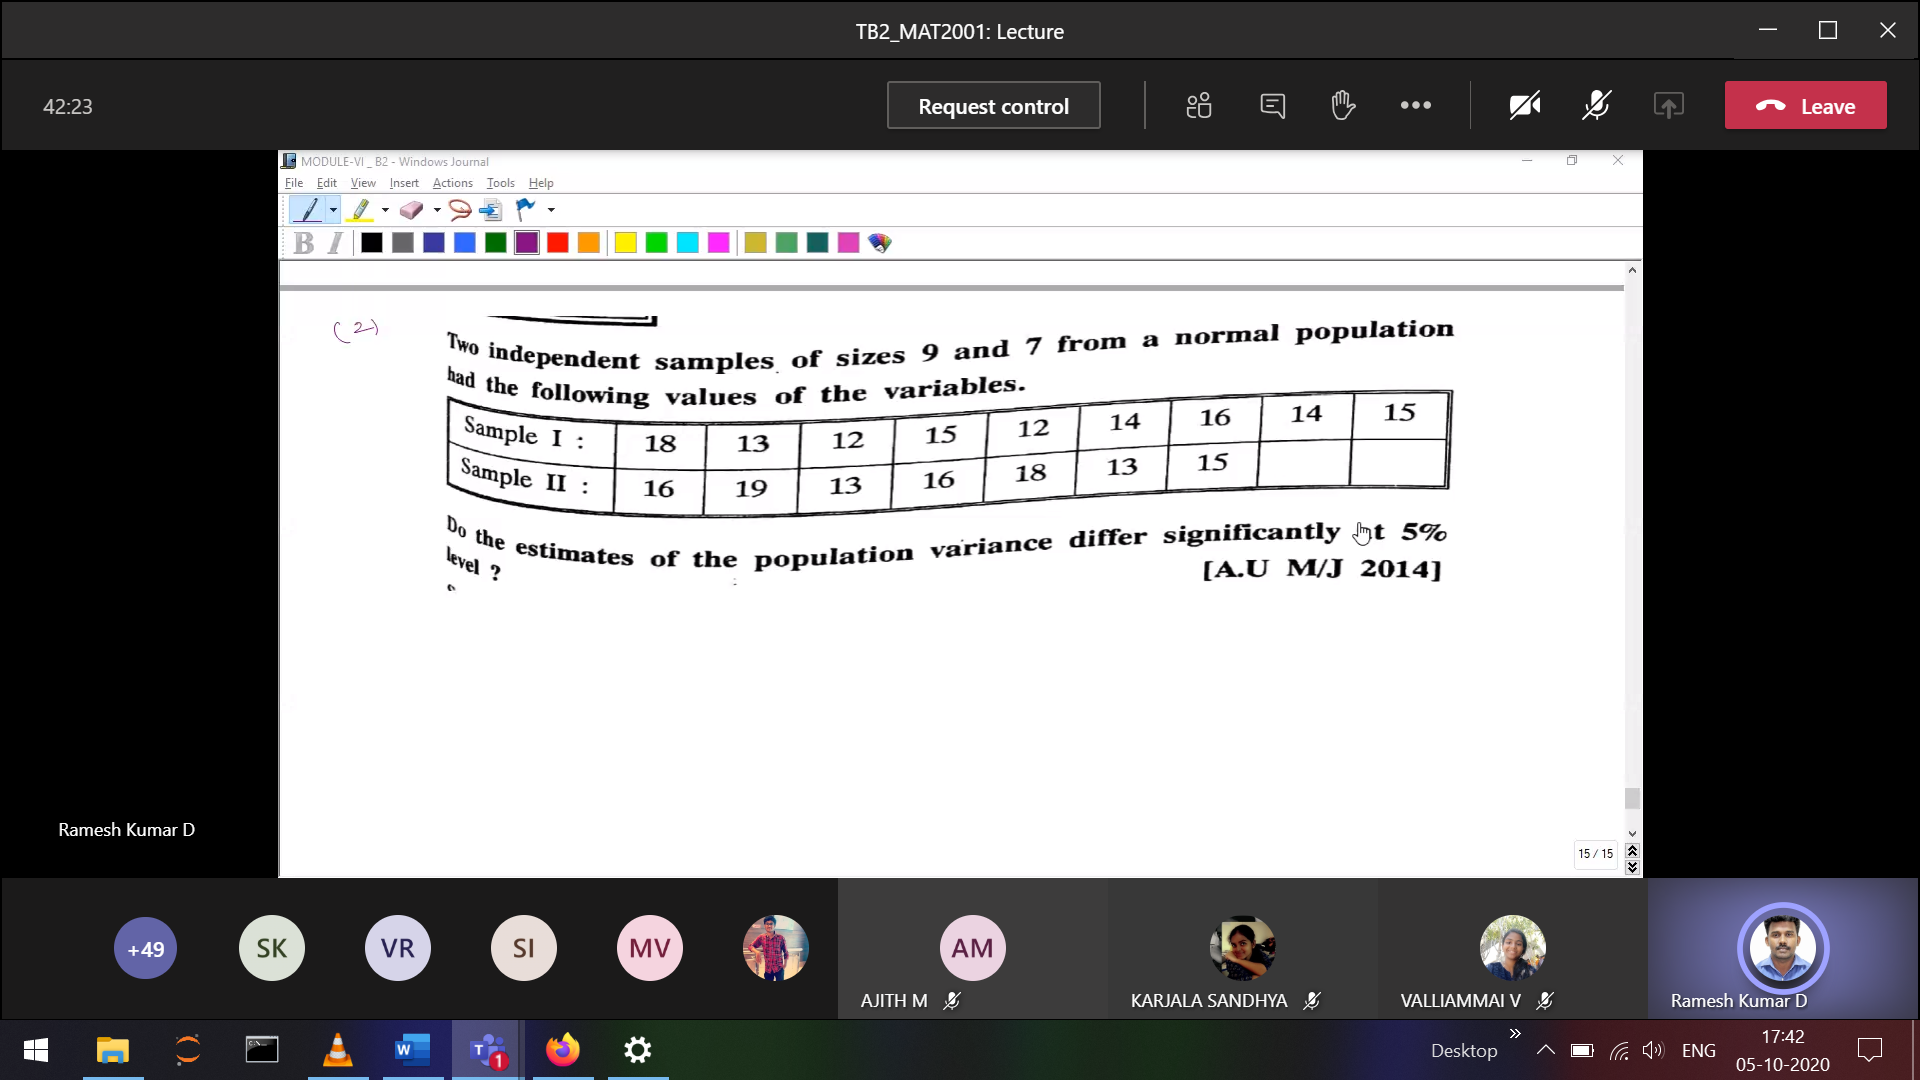 TB2_MAT2001: Lecture
42:23
Request control
Leave
MODULE-VI _ B2 - Windows Journal
File Edit View Insert Actions Tools Help
B I
(2)
Two independent samples of sizes 9 and 7 from a normal population
had the following values of the variables.
Sample I : 18 13 12 15 12 14 16 14 15
Sample II : 16 19 13 16 18 13 15
Do the estimates of the population variance differ significantly at 5%
level ?
[A.U M/J 2014]
Ramesh Kumar D
15 / 15
+49
SK
VR
SI
MV
AM
AJITH M
KARJALA SANDHYA
VALLIAMMAI V
Ramesh Kumar D
W
T 1
Desktop
ENG
17:42
05-10-2020